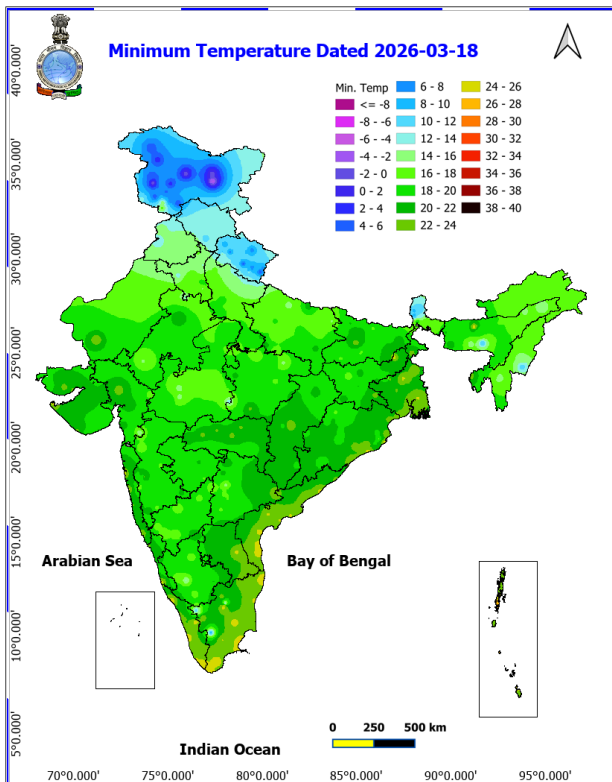 Minimum Temperature Dated 2026-03-18
Min. Temp
<= -8
-8 - -6
-6 - -4
-4 - -2
-2 - 0
0 - 2
2 - 4
4 - 6
6 - 8
8 - 10
10 - 12
12 - 14
14 - 16
16 - 18
18 - 20
20 - 22
22 - 24
24 - 26
26 - 28
28 - 30
30 - 32
32 - 34
34 - 36
36 - 38
38 - 40
40°0.000'
35°0.000'
30°0.000'
25°0.000'
20°0.000'
15°0.000'
10°0.000'
5°0.000'
Arabian Sea
Bay of Bengal
Indian Ocean
0 250 500 km
70°0.000' 75°0.000' 80°0.000' 85°0.000' 90°0.000' 95°0.000'